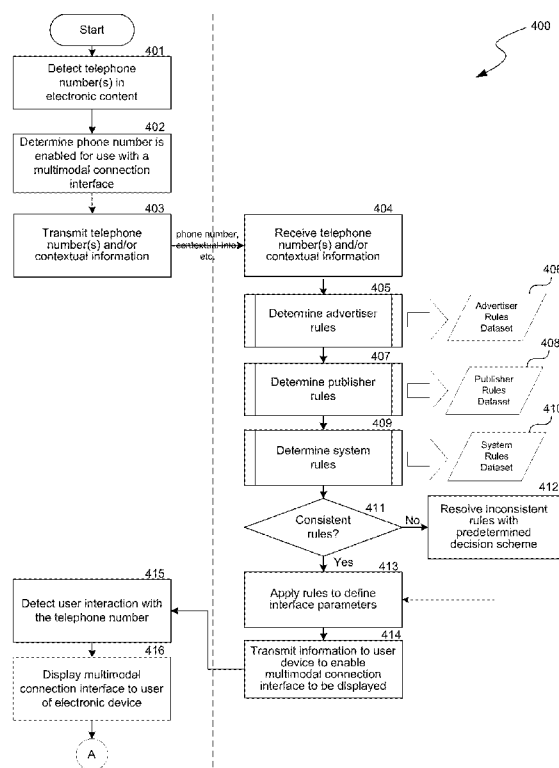 Start
400
401
Detect telephone
number(s) in
electronic content
402
Determine phone number is
enabled for use with a
multimodal connection
interface
403
Transmit telephone
number(s) and/or
contextual information
phone number,
contextual info
etc.
404
Receive telephone
number(s) and/or
contextual information
405
Determine advertiser
rules
406
Advertiser
Rules
Dataset
407
Determine publisher
rules
408
Publisher
Rules
Dataset
409
Determine system
rules
410
System
Rules
Dataset
411
Consistent
rules?
No
412
Resolve inconsistent
rules with
predetermined
decision scheme
Yes
413
Apply rules to define
interface parameters
414
Transmit information to user
device to enable
multimodal connection
interface to be displayed
415
Detect user interaction with
the telephone number
416
Display multimodal
connection interface to user
of electronic device
A